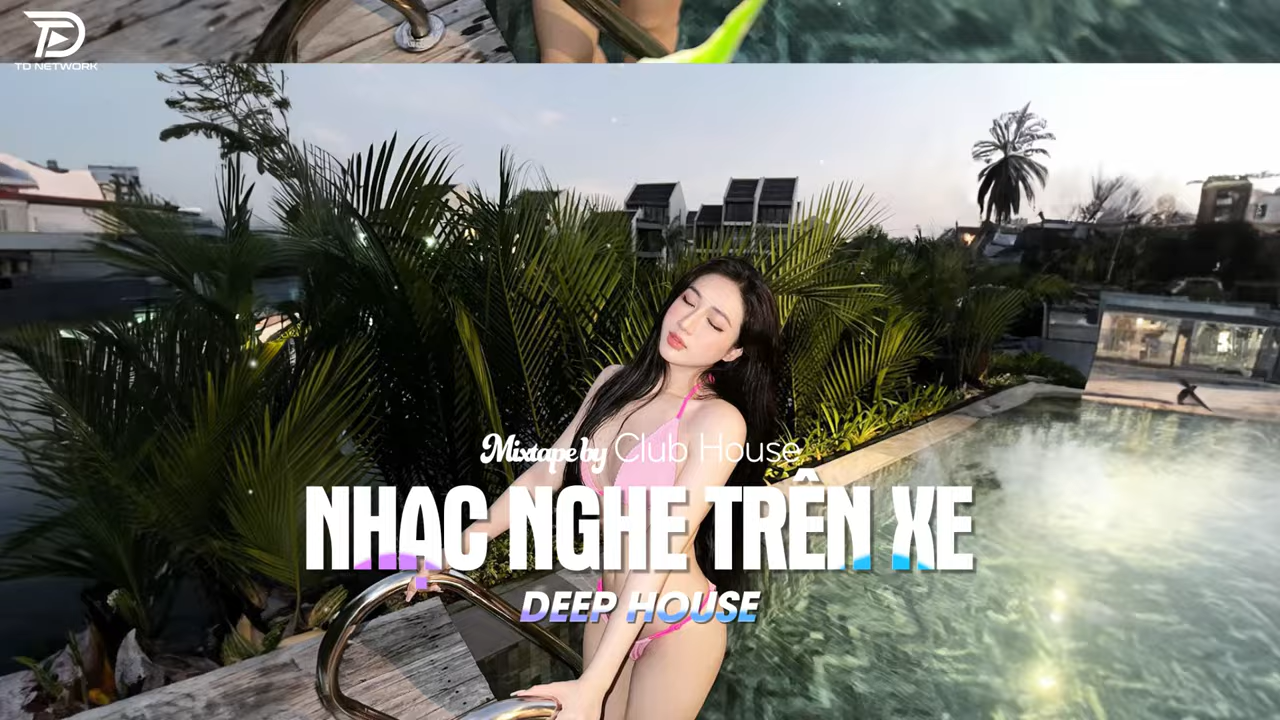 TD NETWORK
Mixtape by Club House
NHẠC NGHE TRÊN XE
DEEP HOUSE